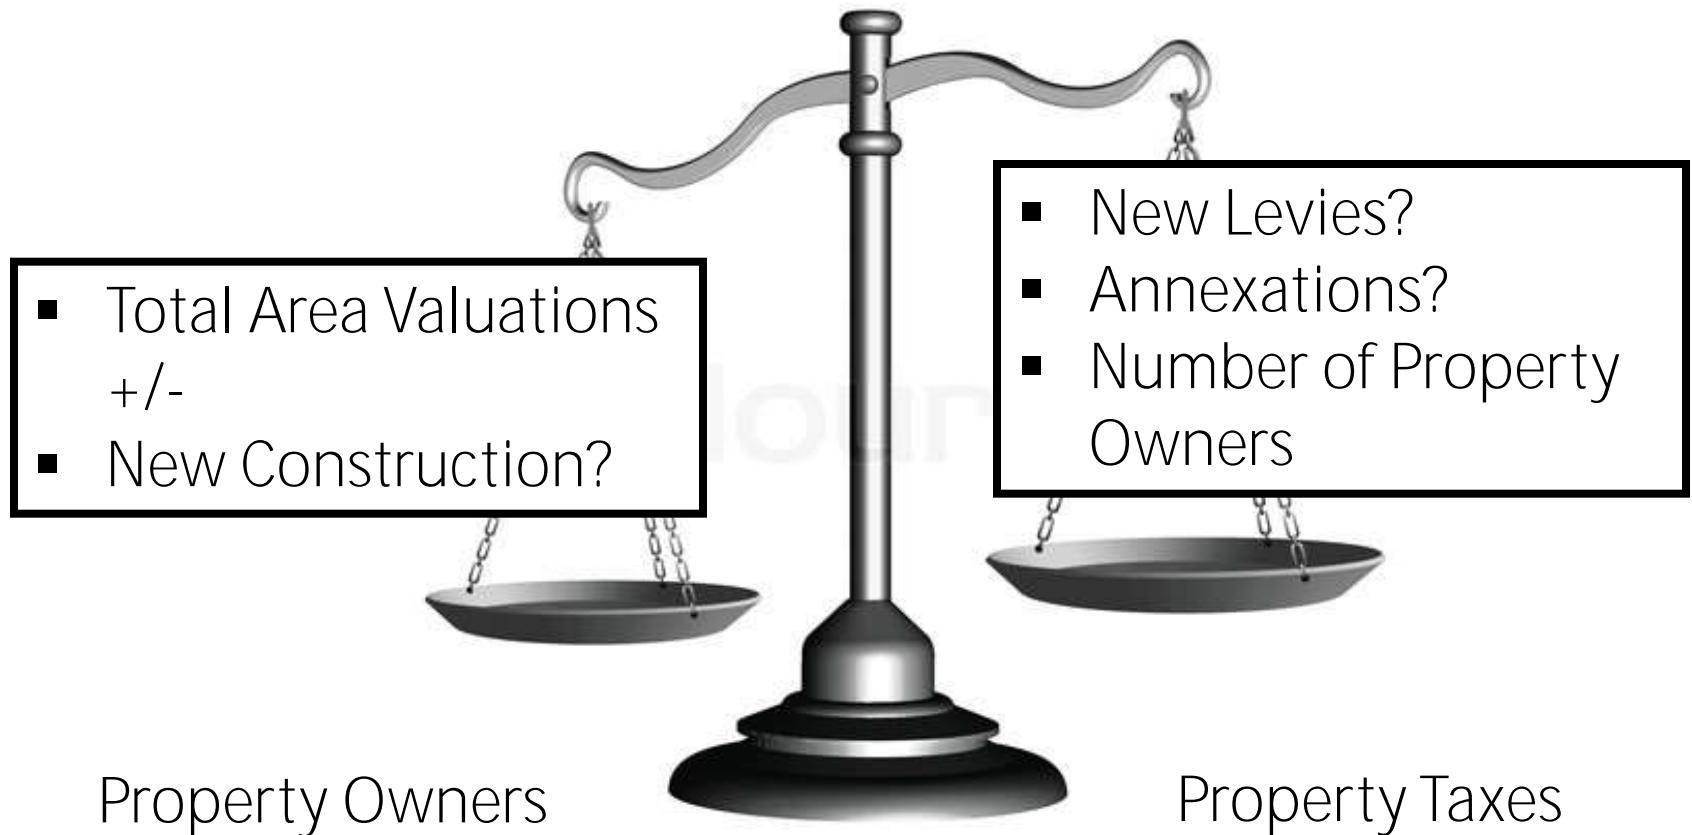 ▪ Total Area Valuations
+/-
▪ New Construction?
▪ New Levies?
▪ Annexations?
▪ Number of Property
Owners
Property Owners
Property Taxes